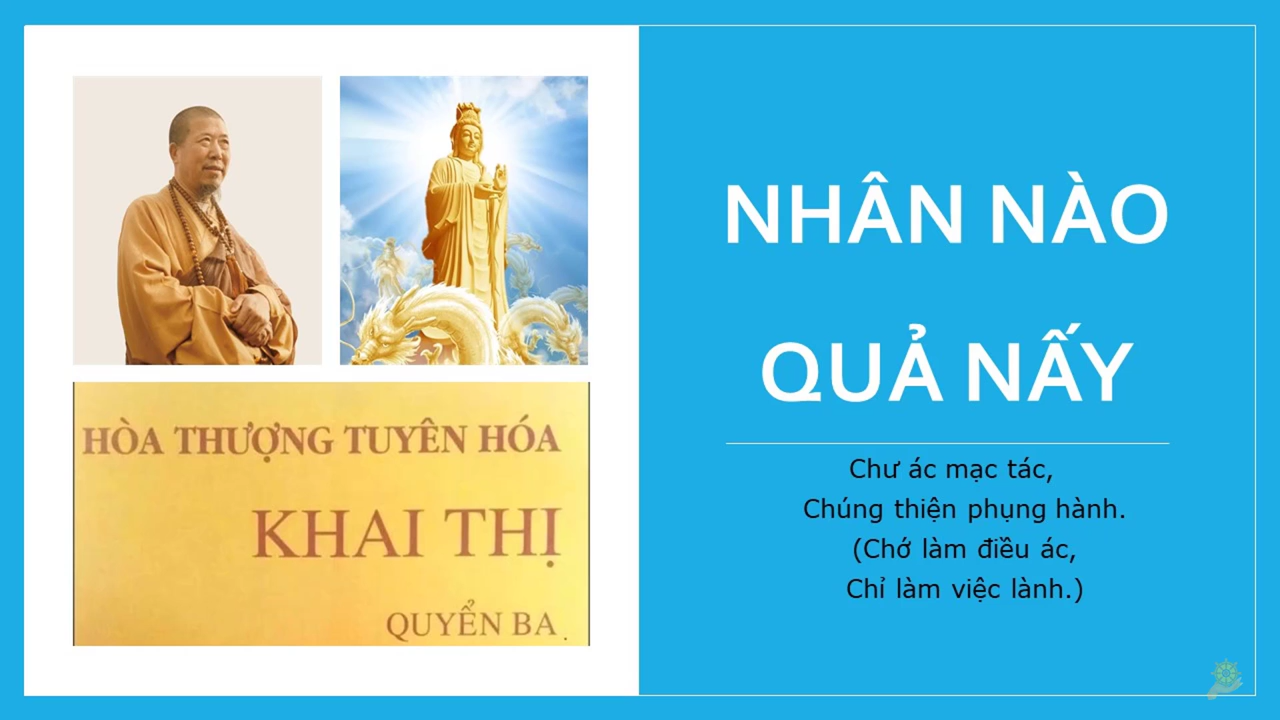 HÒA THƯỢNG TUYÊN HÓA
KHAI THỊ
QUYỂN BA
NHÂN NÀO
QUẢ NẤY
Chư ác mạc tác,
Chúng thiện phụng hành.
(Chớ làm điều ác,
Chỉ làm việc lành.)